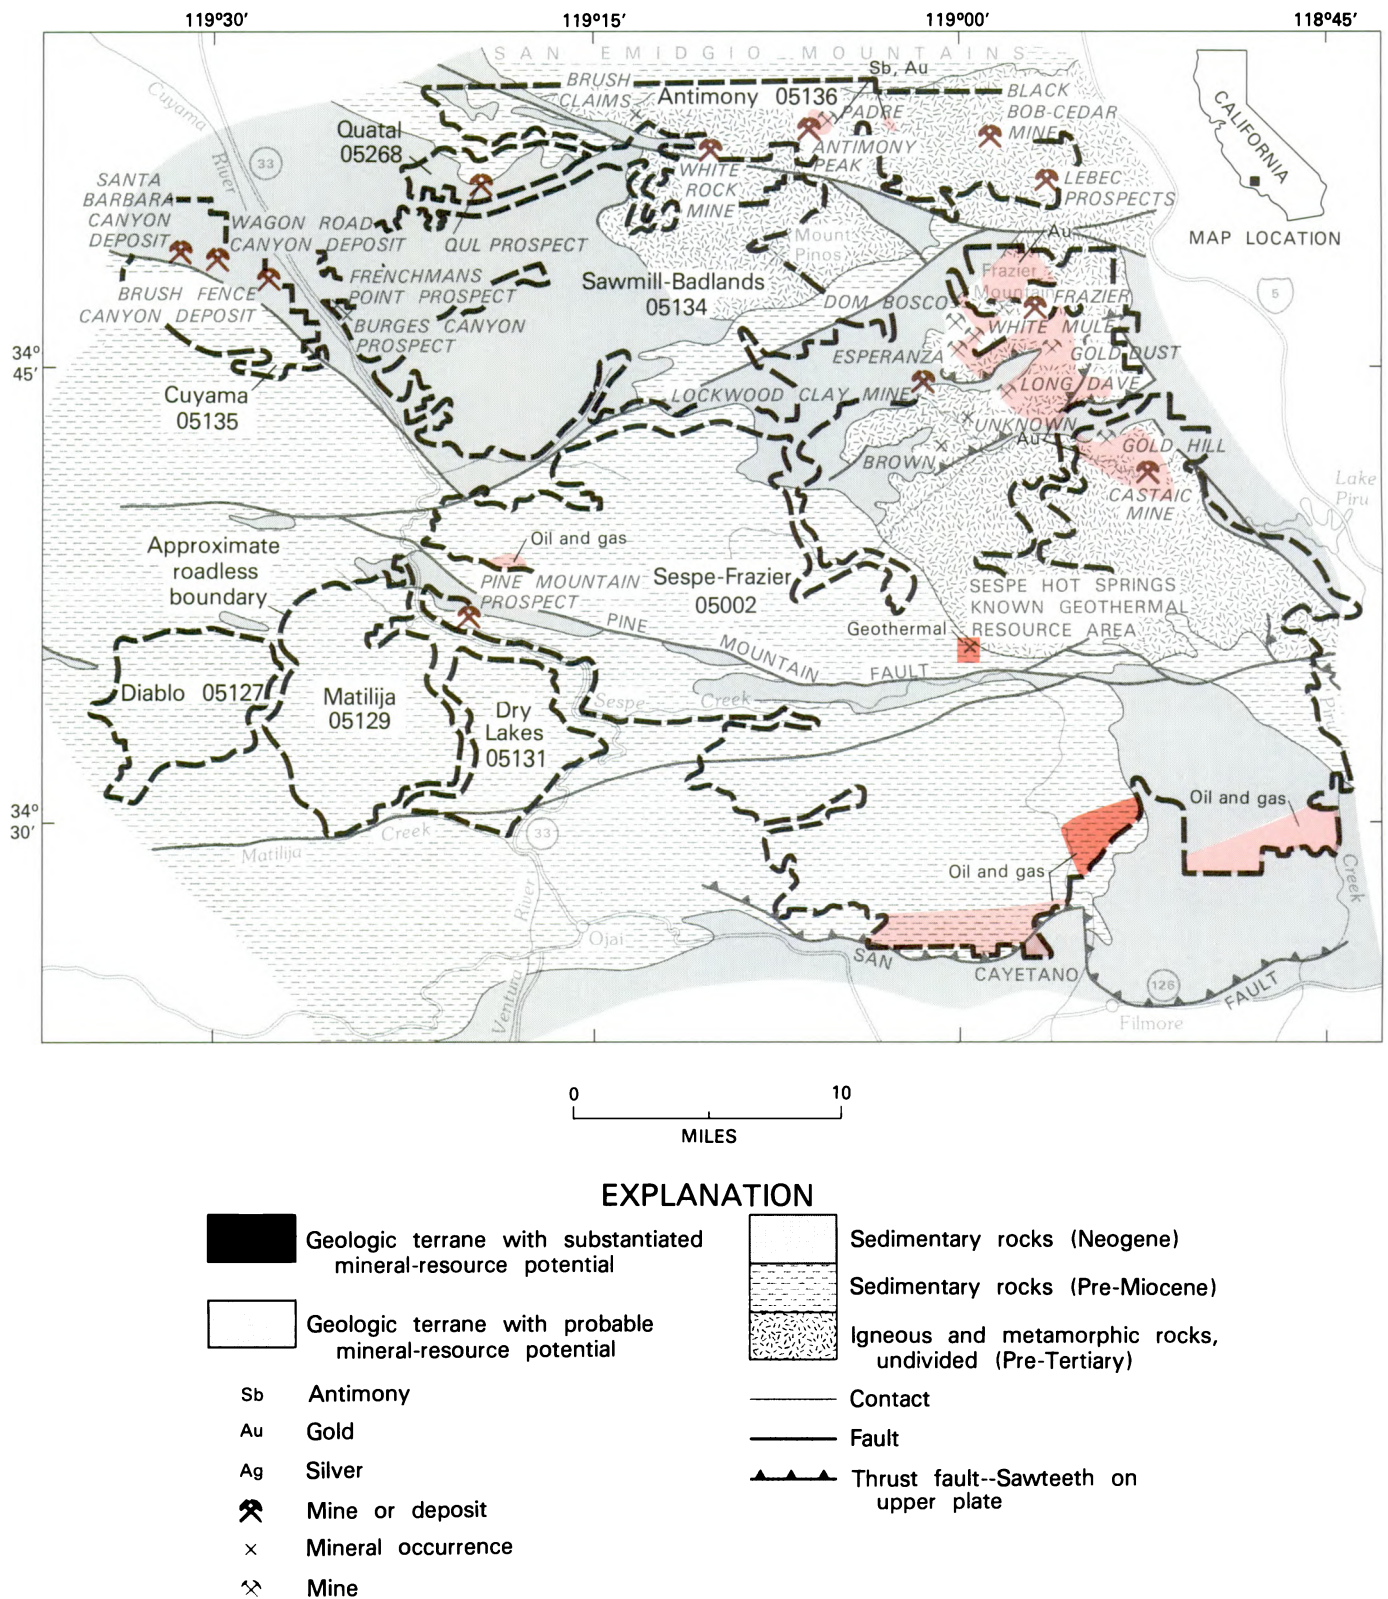 119°30′ 119°15′ 119°00′ 118°45′
SAN EMIDGIO MOUNTAINS
Sb, Au
BRUSH
CLAIMS
Antimony 05136
BLACK
BOB-CEDAR
MINE
PADRE
CALIFORNIA
Cuyama
River
33
Quatal
05268
ANTIMONY
PEAK
WHITE
ROCK
MINE
LEBEC
PROSPECTS
SANTA
BARBARA
CANYON
DEPOSIT
WAGON ROAD
CANYON DEPOSIT
QUL PROSPECT
Mount
Pinos
Au
MAP LOCATION
FRENCHMANS
POINT PROSPECT
Sawmill-Badlands
05134
Frazier
Mountain
5
BRUSH FENCE
CANYON DEPOSIT
DOM BOSCO
FRAZIER
BURGES CANYON
PROSPECT
WHITE MULE
34°
45′
ESPERANZA
GOLD DUST
Cuyama
05135
LOCKWOOD CLAY MINE
LONG DAVE
UNKNOWN
Au
GOLD HILL
BROWN
CASTAIC
MINE
Lake
Piru
Approximate
roadless
boundary
Oil and gas
PINE MOUNTAIN
PROSPECT
Sespe-Frazier
05002
SESPE HOT SPRINGS
KNOWN GEOTHERMAL
RESOURCE AREA
Geothermal
PINE MOUNTAIN FAULT
Diablo 05127
Matilija
05129
Dry
Lakes
05131
Sespe Creek
Piru
34°
30′
Oil and gas
33
Creek
Matilija
Oil and gas
Creek
River
Ojai
SAN CAYETANO FAULT
126
Ventura
Filmore
0 10
MILES
EXPLANATION
Geologic terrane with substantiated
mineral-resource potential
Geologic terrane with probable
mineral-resource potential
Sb Antimony
Au Gold
Ag Silver
Mine or deposit
Mineral occurrence
Mine
Sedimentary rocks (Neogene)
Sedimentary rocks (Pre-Miocene)
Igneous and metamorphic rocks,
undivided (Pre-Tertiary)
Contact
Fault
Thrust fault--Sawteeth on
upper plate